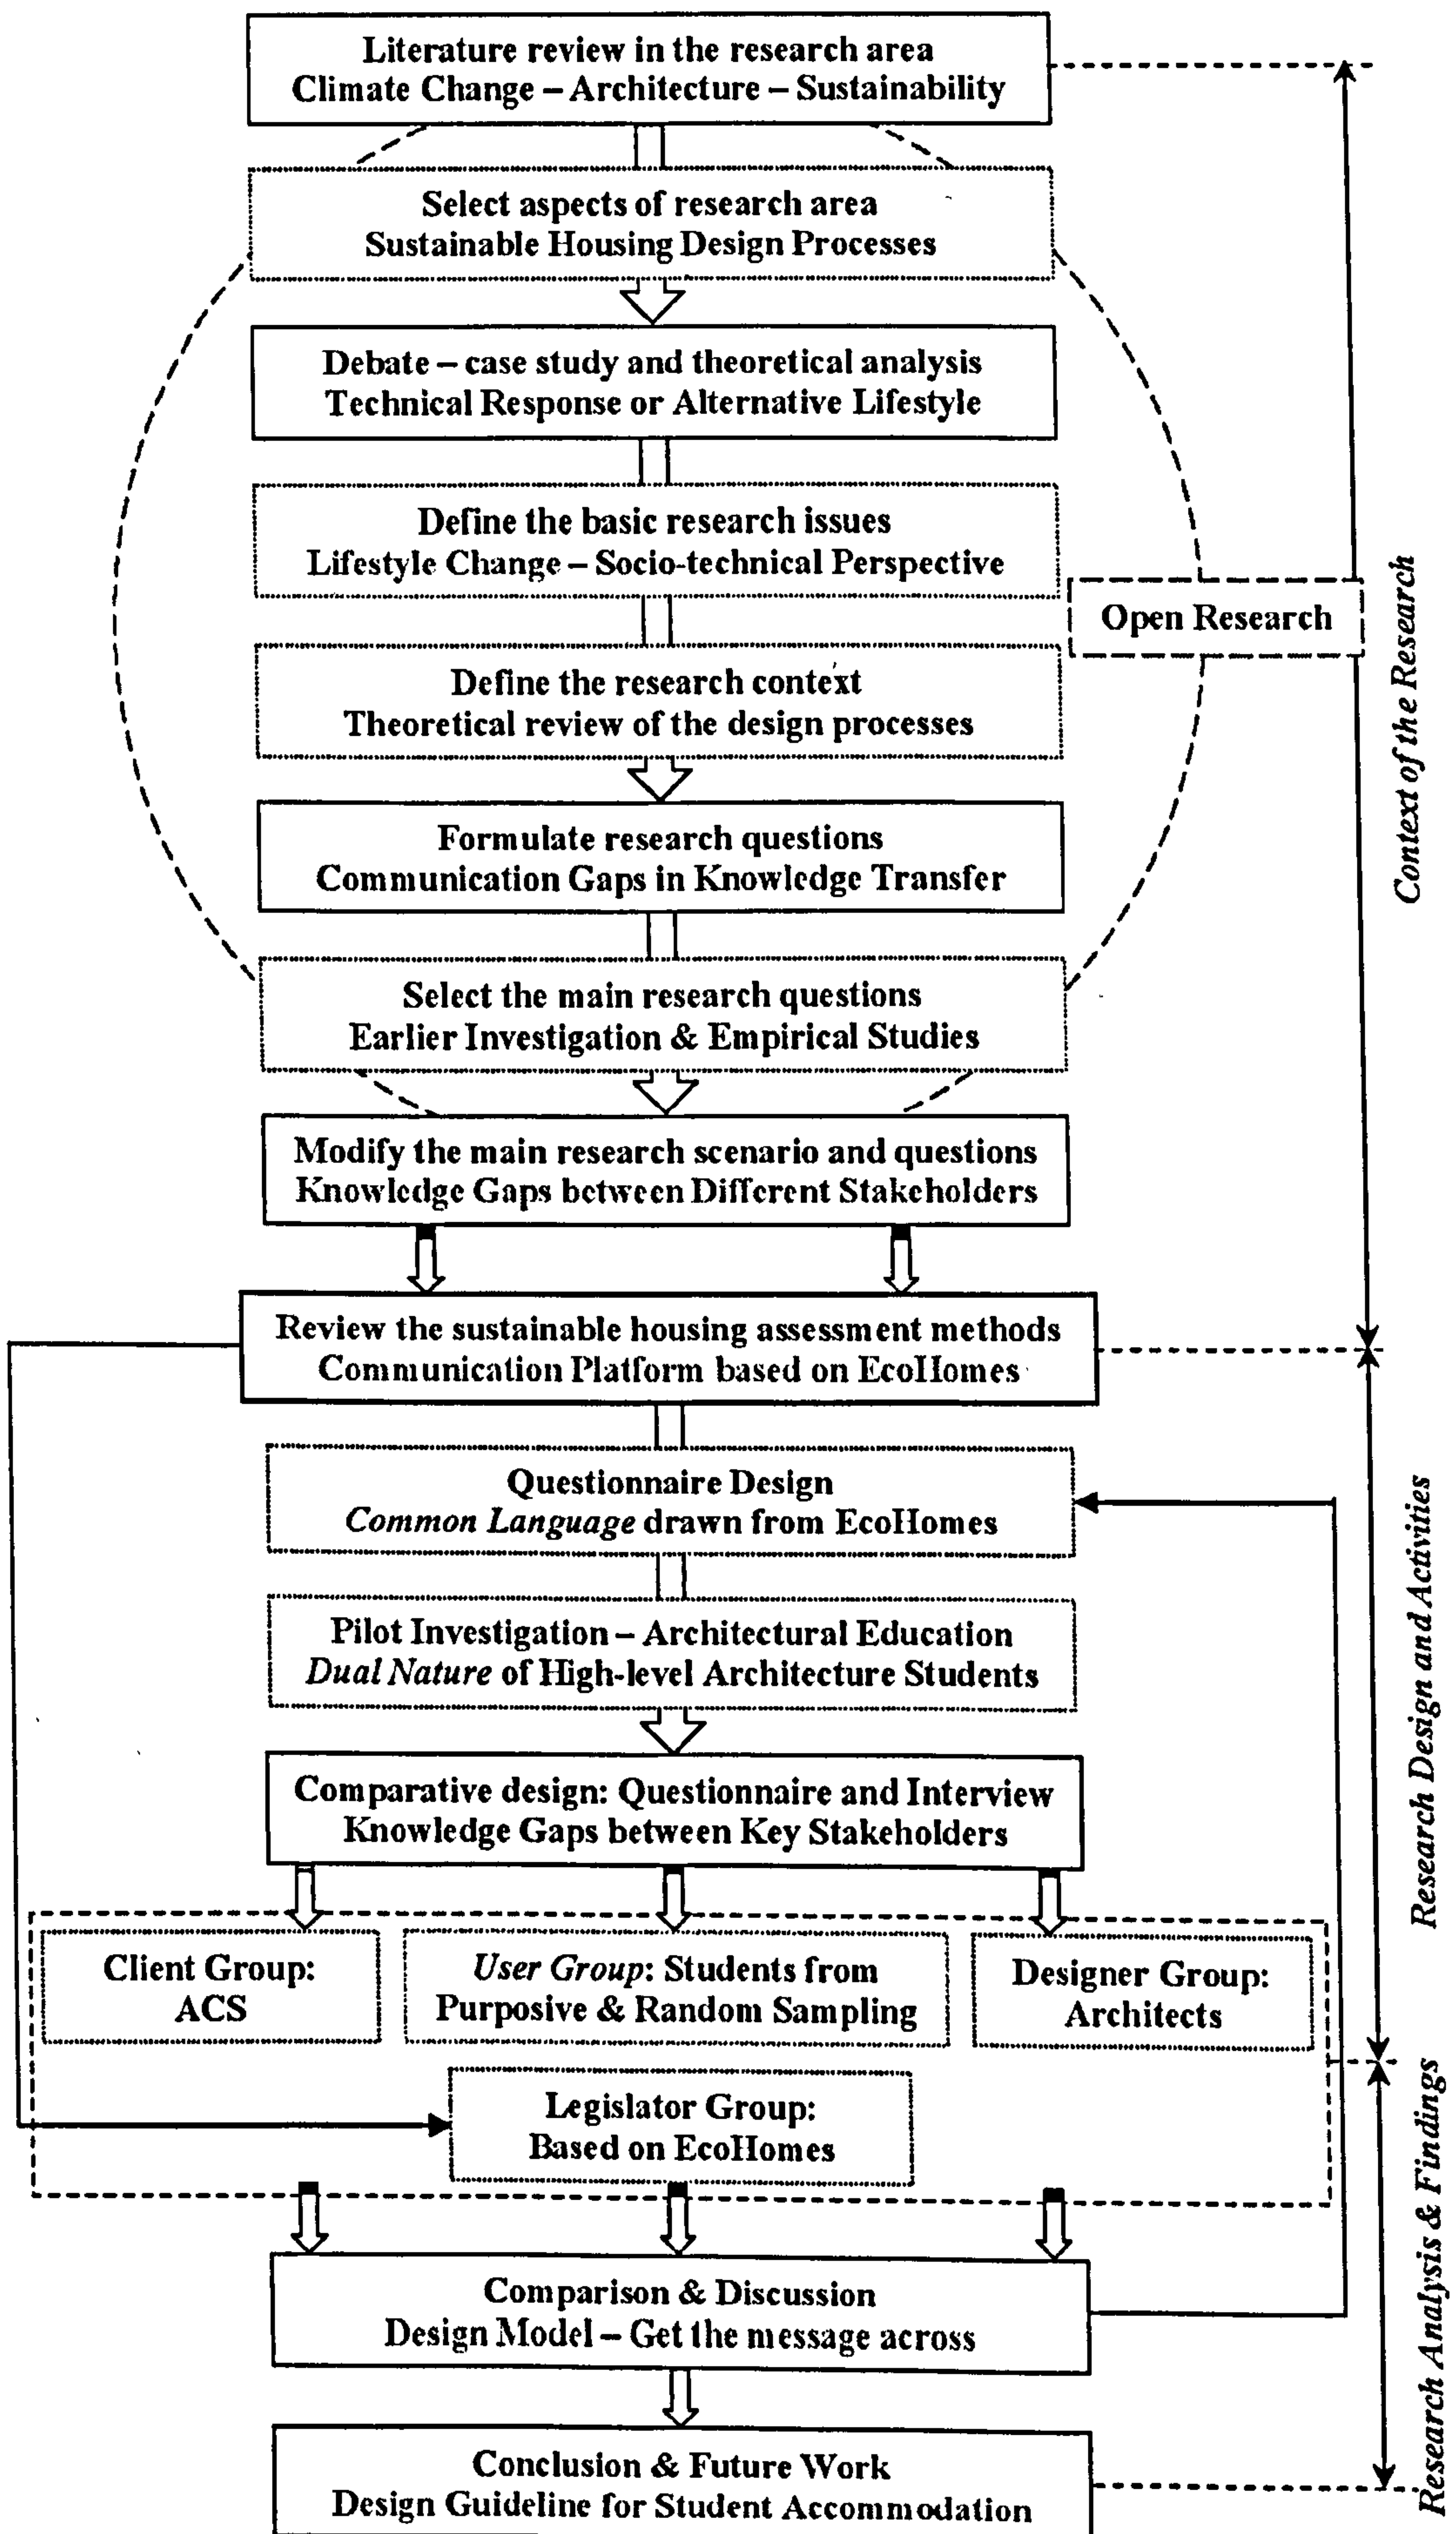 Literature review in the research area
Climate Change – Architecture – Sustainability
Select aspects of research area
Sustainable Housing Design Processes
Debate – case study and theoretical analysis
Technical Response or Alternative Lifestyle
Define the basic research issues
Lifestyle Change – Socio-technical Perspective
Open Research
Define the research context
Theoretical review of the design processes
Formulate research questions
Communication Gaps in Knowledge Transfer
Select the main research questions
Earlier Investigation & Empirical Studies
Modify the main research scenario and questions
Knowledge Gaps between Different Stakeholders
Context of the Research
Review the sustainable housing assessment methods
Communication Platform based on EcoHomes
Questionnaire Design
Common Language drawn from EcoHomes
Pilot Investigation – Architectural Education
Dual Nature of High-level Architecture Students
Comparative design: Questionnaire and Interview
Knowledge Gaps between Key Stakeholders
Research Design and Activities
Client Group:
ACS
User Group: Students from
Purposive & Random Sampling
Designer Group:
Architects
Legislator Group:
Based on EcoHomes
Comparison & Discussion
Design Model – Get the message across
Conclusion & Future Work
Design Guideline for Student Accommodation
Research Analysis & Findings